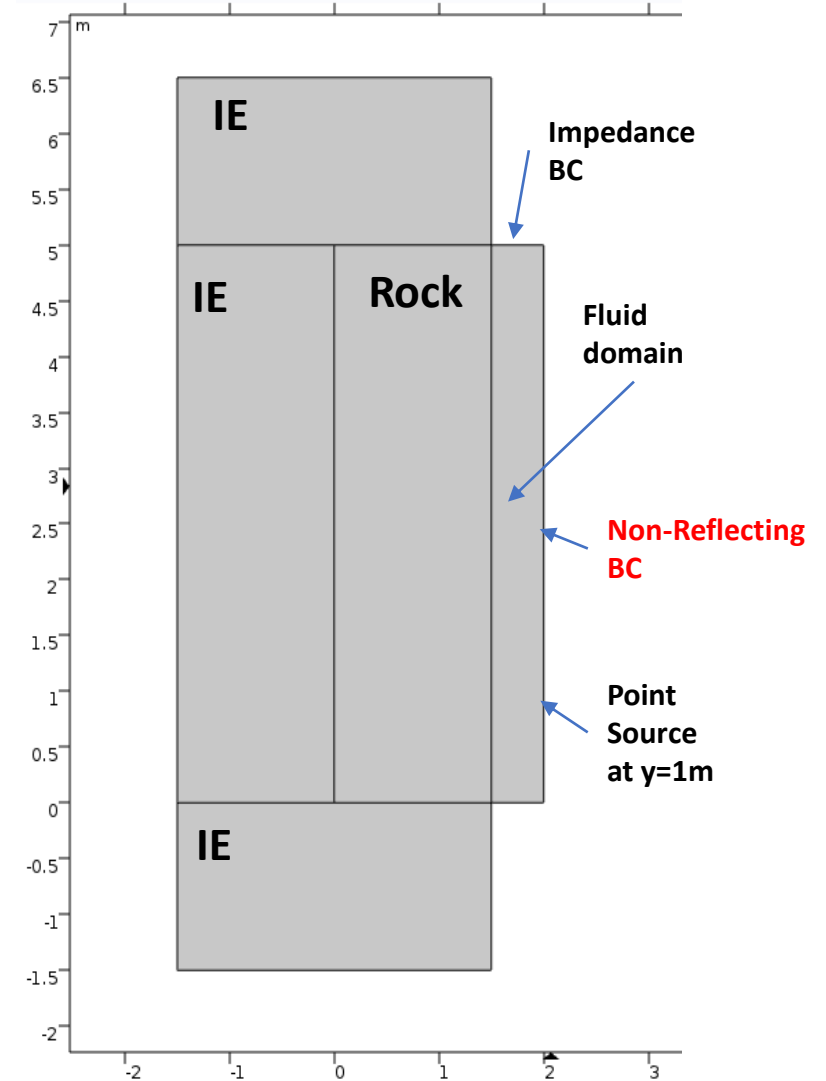 m
7
6.5
6
5.5
5
4.5
4
3.5
3
2.5
2
1.5
1
0.5
0
-0.5
-1
-1.5
-2
IE
Impedance
BC
IE
Rock
Fluid
domain
Non-Reflecting
BC
Point
Source
at y=1m
IE
-2
-1
0
1
2
3